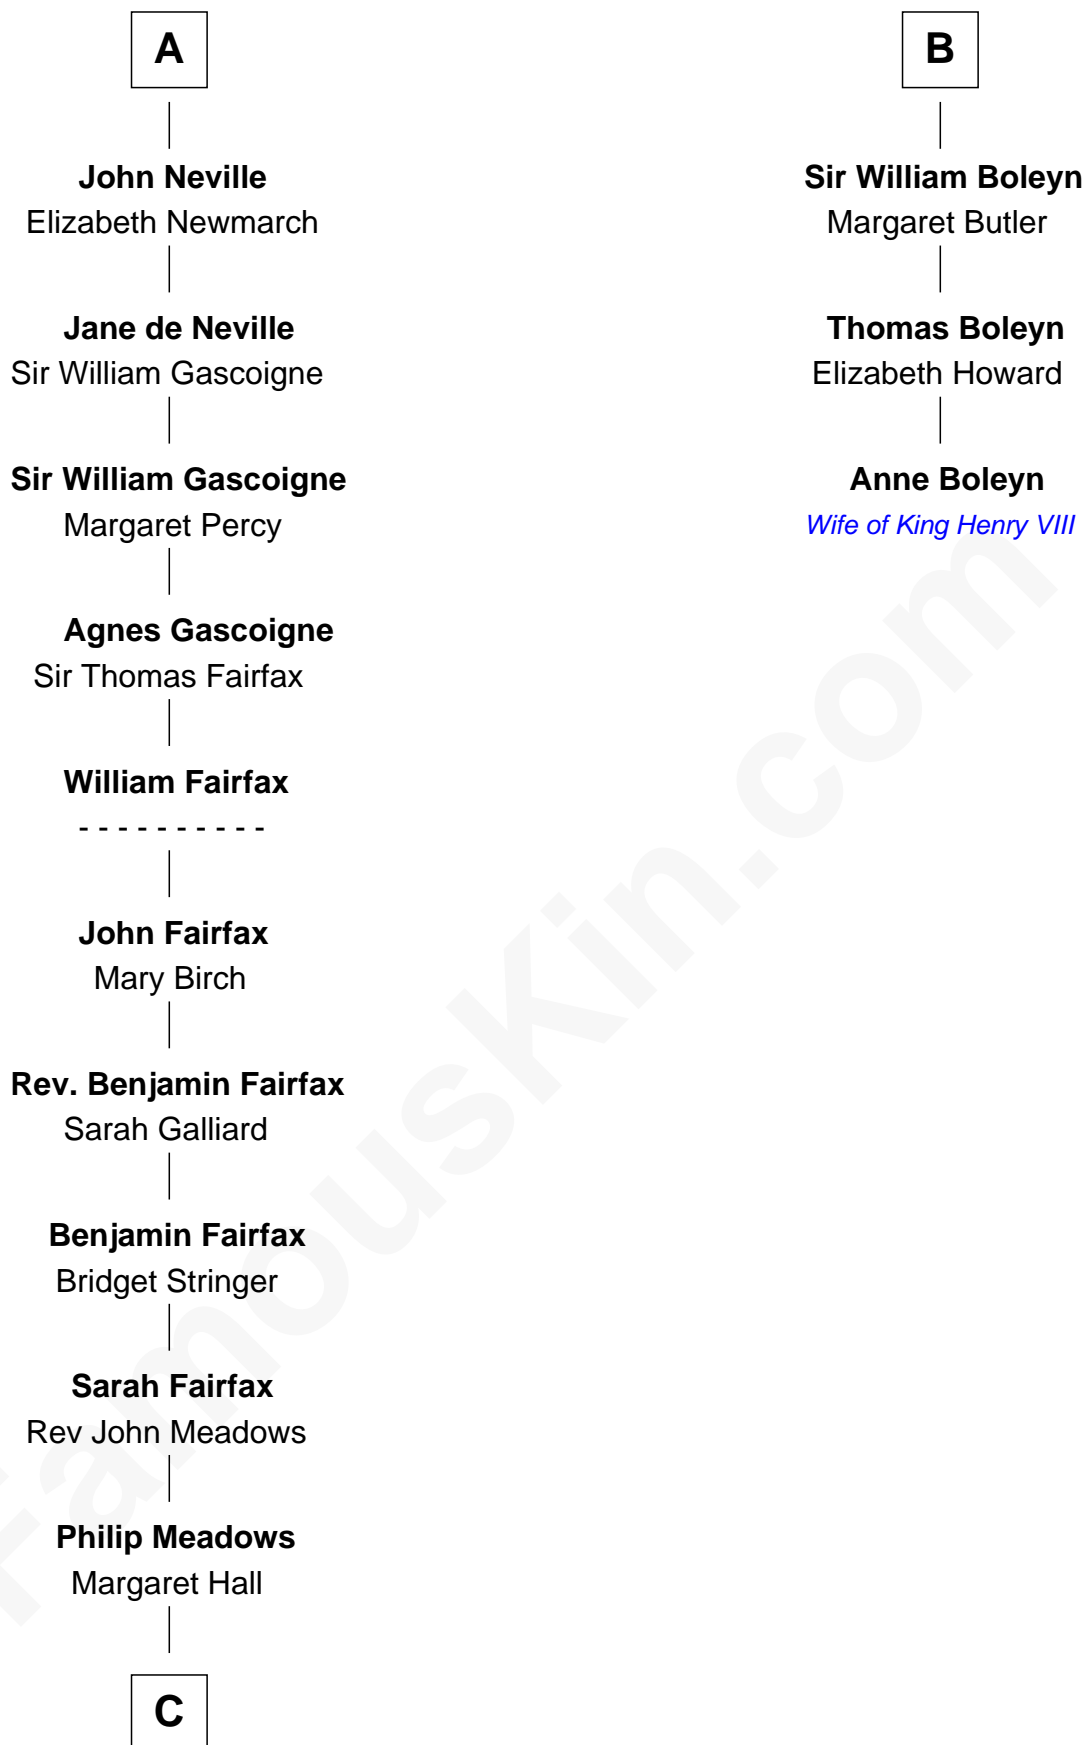 A
John Neville
Elizabeth Newmarch
Jane de Neville
Sir William Gascoigne
Sir William Gascoigne
Margaret Percy
Agnes Gascoigne
Sir Thomas Fairfax
William Fairfax
- - - - - - - - - -
John Fairfax
Mary Birch
Rev. Benjamin Fairfax
Sarah Galliard
Benjamin Fairfax
Bridget Stringer
Sarah Fairfax
Rev John Meadows
Philip Meadows
Margaret Hall
C
B
Sir William Boleyn
Margaret Butler
Thomas Boleyn
Elizabeth Howard
Anne Boleyn
Wife of King Henry VIII
FamousKin.com